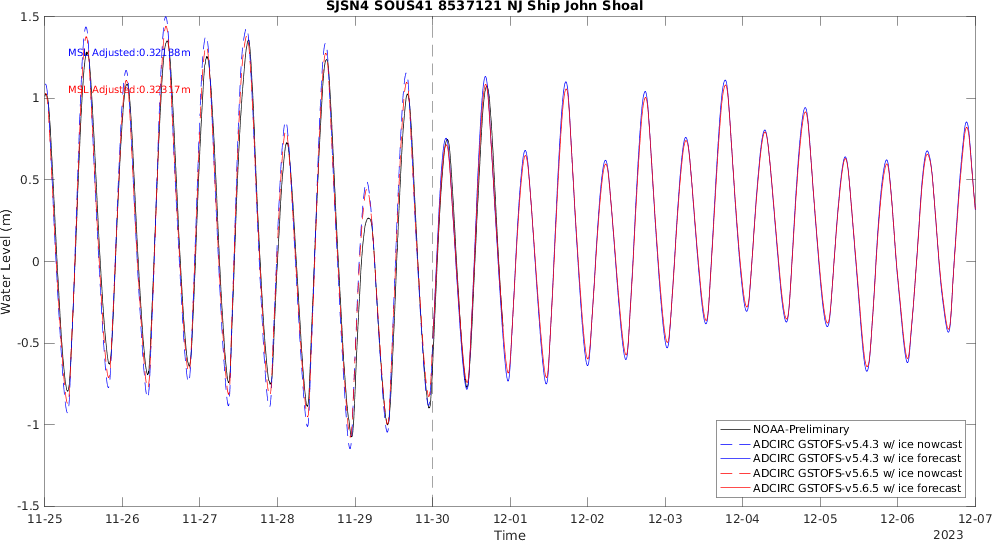 SJSN4 SOUS41 8537121 NJ Ship John Shoal
1.5
MSL Adjusted:0.32138m
1
MSL Adjusted:0.32317m
0.5
Water Level (m)
0
-0.5
-1
-1.5
NOAA-Preliminary
ADCIRC GSTOFS-v5.4.3 w/ ice nowcast
ADCIRC GSTOFS-v5.4.3 w/ ice forecast
ADCIRC GSTOFS-v5.6.5 w/ ice nowcast
ADCIRC GSTOFS-v5.6.5 w/ ice forecast
11-25 11-26 11-27 11-28 11-29 11-30 12-01 12-02 12-03 12-04 12-05 12-06 12-07
Time
2023